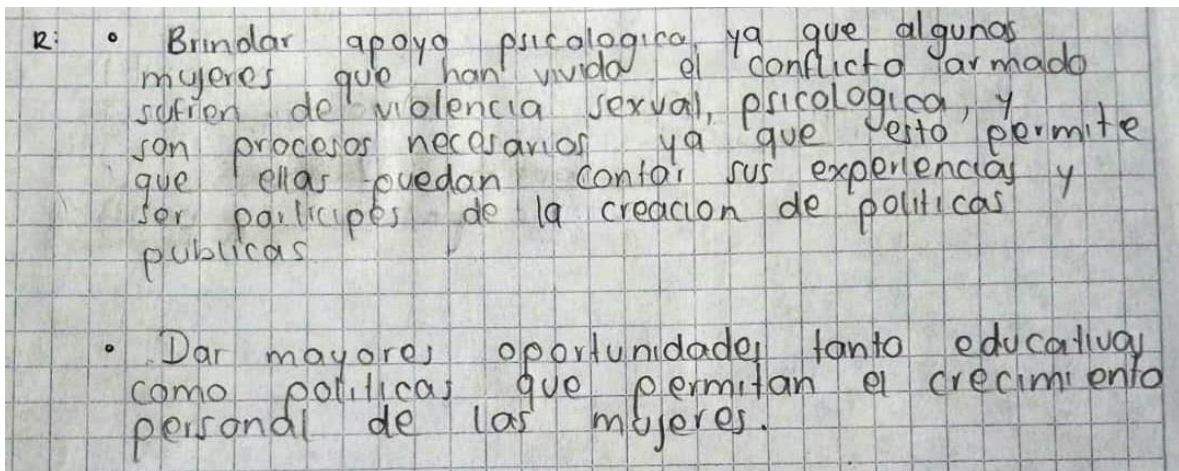 R: • Brindar apoyo psicologico, ya que algunas
mujeres que han vivido el conflicto armado
sufren de violencia sexual, psicologica, y
son procesos necesarios ya que esto permite
que ellas puedan contar sus experiencias y
ser participes de la creacion de politicas
publicas
• Dar mayores oportunidades tanto educativas
como politicas que permitan el crecimiento
personal de las mujeres.